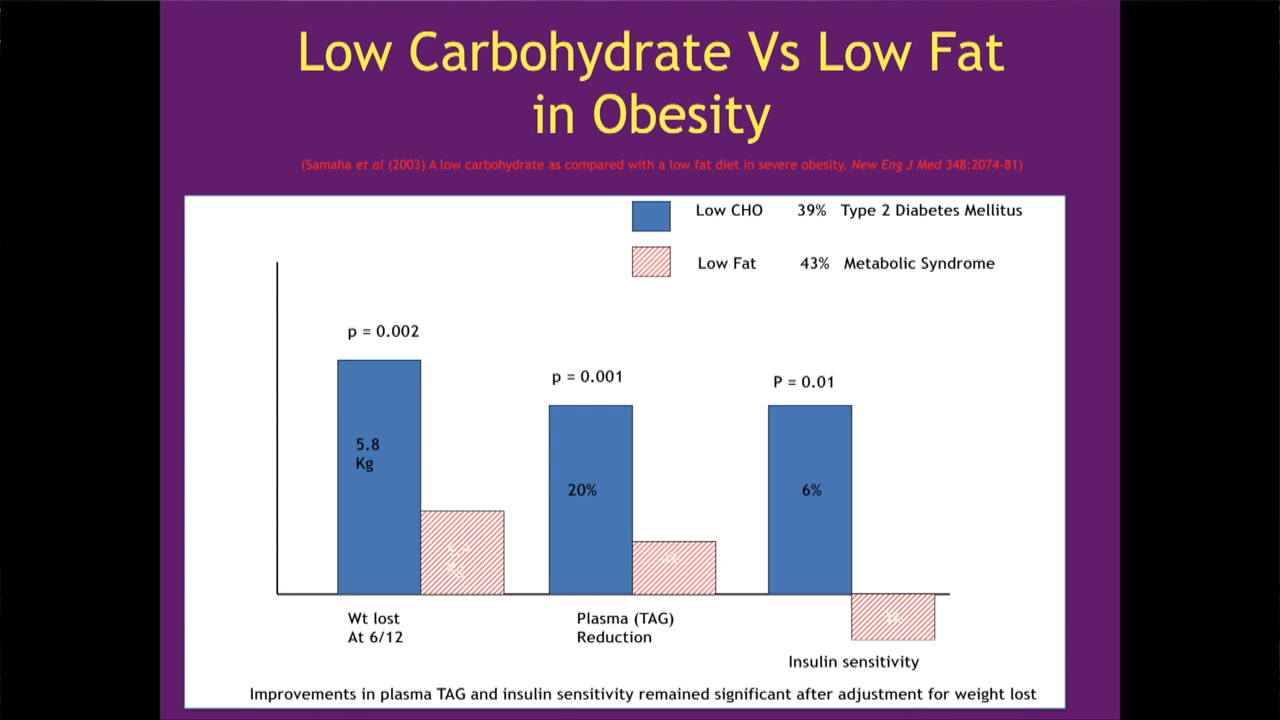 Low Carbohydrate Vs Low Fat
in Obesity
(Samaha et al (2003) A low carbohydrate as compared with a low fat diet in severe obesity. New Eng J Med 348:2074-81)
Low CHO 39% Type 2 Diabetes Mellitus
Low Fat 43% Metabolic Syndrome
p = 0.002
p = 0.001
P = 0.01
5.8
Kg
20%
6%
Wt lost
At 6/12
Plasma (TAG)
Reduction
Insulin sensitivity
Improvements in plasma TAG and insulin sensitivity remained significant after adjustment for weight lost